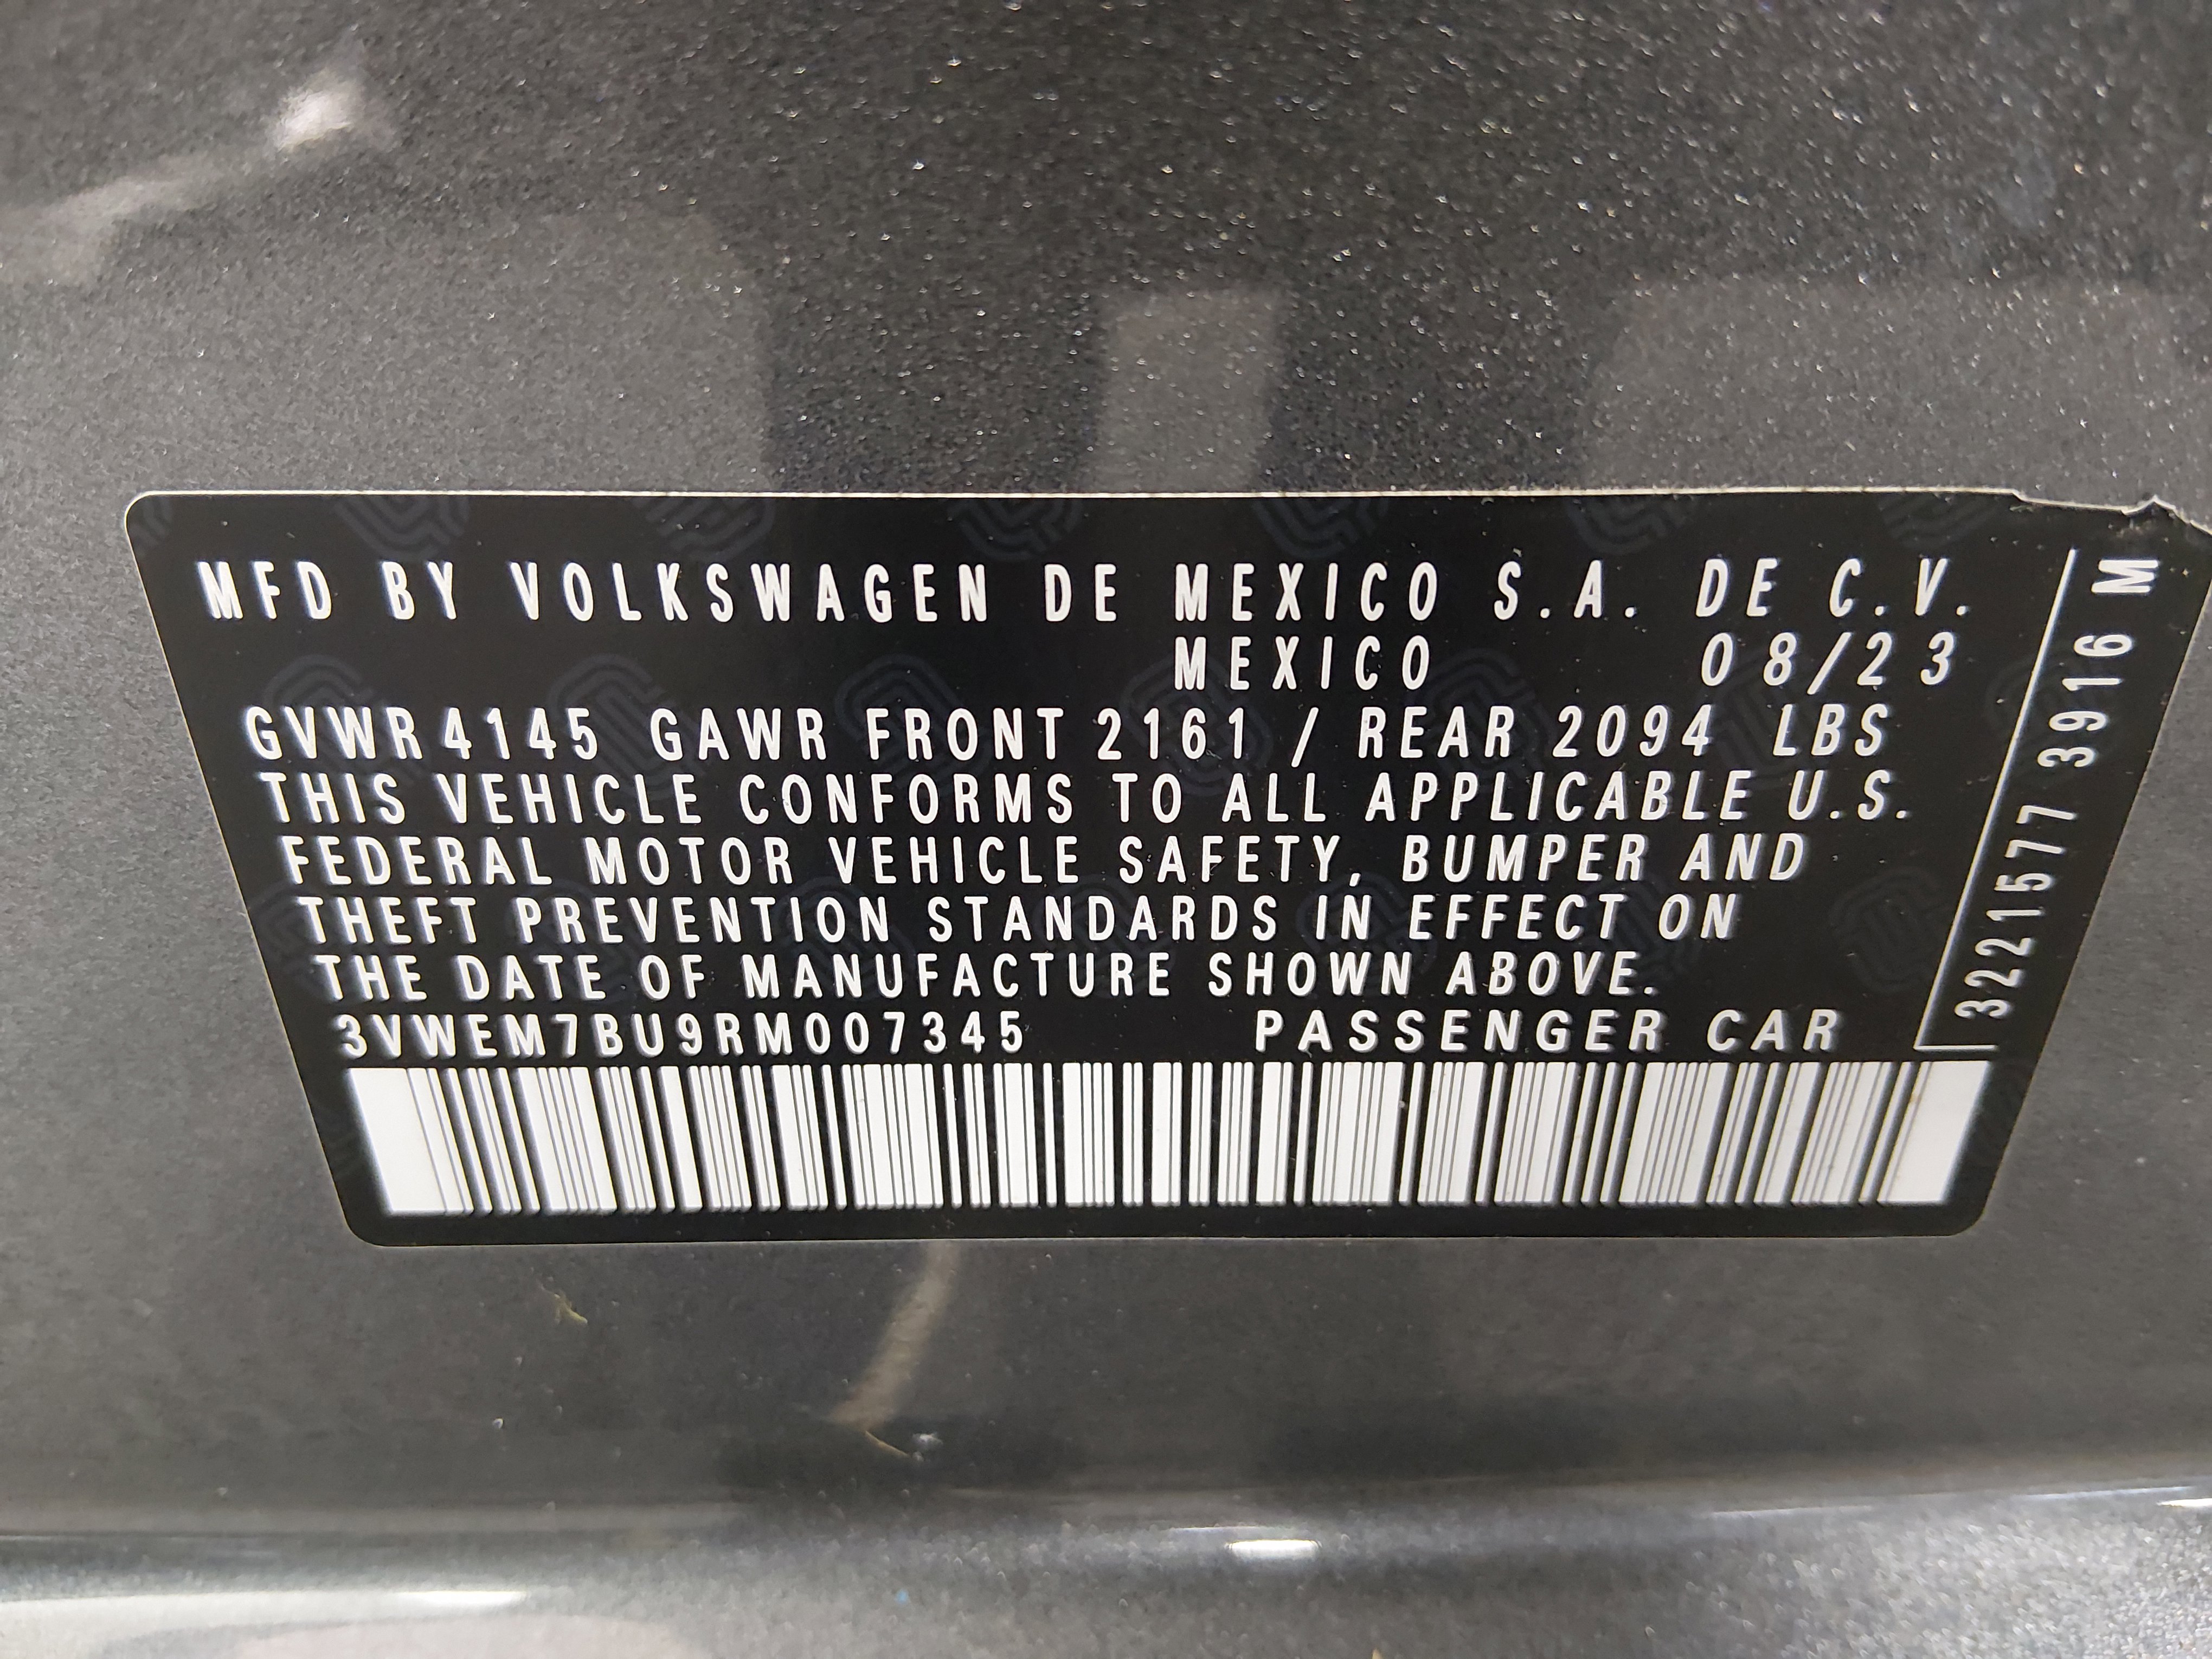 MFD BY VOLKSWAGEN DE MEXICO S.A. DE C.V.
MEXICO 08/23
GVWR 4145 GAWR FRONT 2161 / REAR 2094 LBS
THIS VEHICLE CONFORMS TO ALL APPLICABLE U.S.
FEDERAL MOTOR VEHICLE SAFETY, BUMPER AND
THEFT PREVENTION STANDARDS IN EFFECT ON
THE DATE OF MANUFACTURE SHOWN ABOVE.
3VWEM7BU9RM007345 PASSENGER CAR
3221577 3916 M